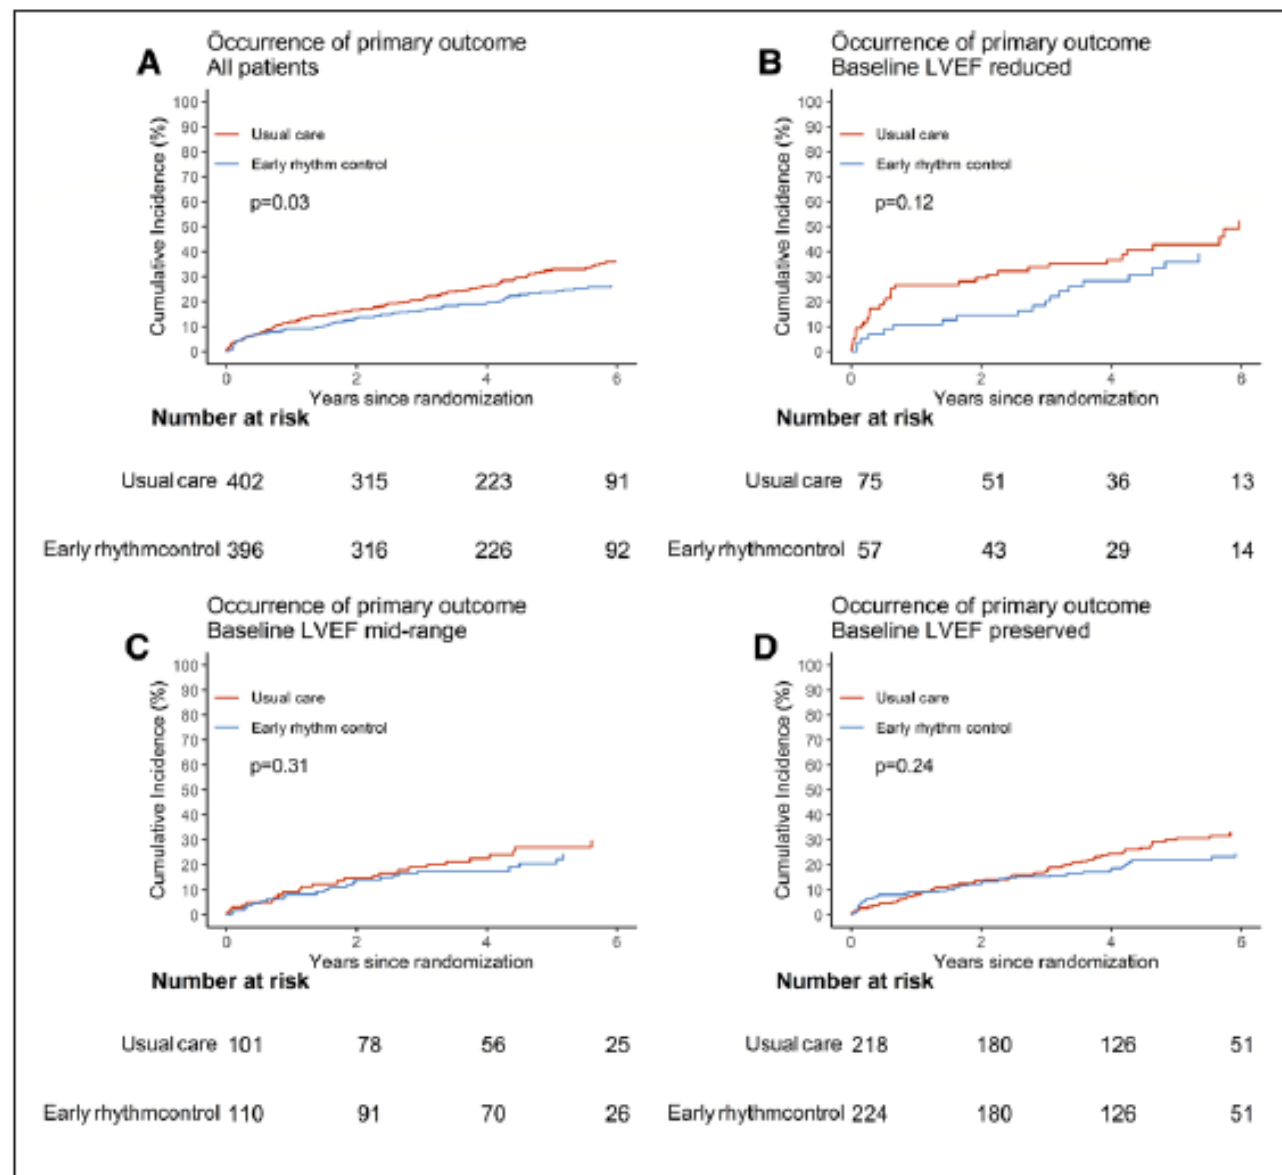 A
Occurrence of primary outcome
All patients
Cumulative Incidence (%)
100
90
80
70
60
50
40
30
20
10
0
Usual care
Early rhythm control
p=0.03
0 2 4 6
Years since randomization
Number at risk
Usual care 402 315 223 91
Early rhythm control 396 316 226 92
B
Occurrence of primary outcome
Baseline LVEF reduced
Cumulative Incidence (%)
100
90
80
70
60
50
40
30
20
10
0
Usual care
Early rhythm control
p=0.12
0 2 4 6
Years since randomization
Number at risk
Usual care 75 51 36 13
Early rhythm control 57 43 29 14
C
Occurrence of primary outcome
Baseline LVEF mid-range
Cumulative Incidence (%)
100
90
80
70
60
50
40
30
20
10
0
Usual care
Early rhythm control
p=0.31
0 2 4 6
Years since randomization
Number at risk
Usual care 101 78 56 25
Early rhythm control 110 91 70 26
D
Occurrence of primary outcome
Baseline LVEF preserved
Cumulative Incidence (%)
100
90
80
70
60
50
40
30
20
10
0
Usual care
Early rhythm control
p=0.24
0 2 4 6
Years since randomization
Number at risk
Usual care 218 180 126 51
Early rhythm control 224 180 126 51